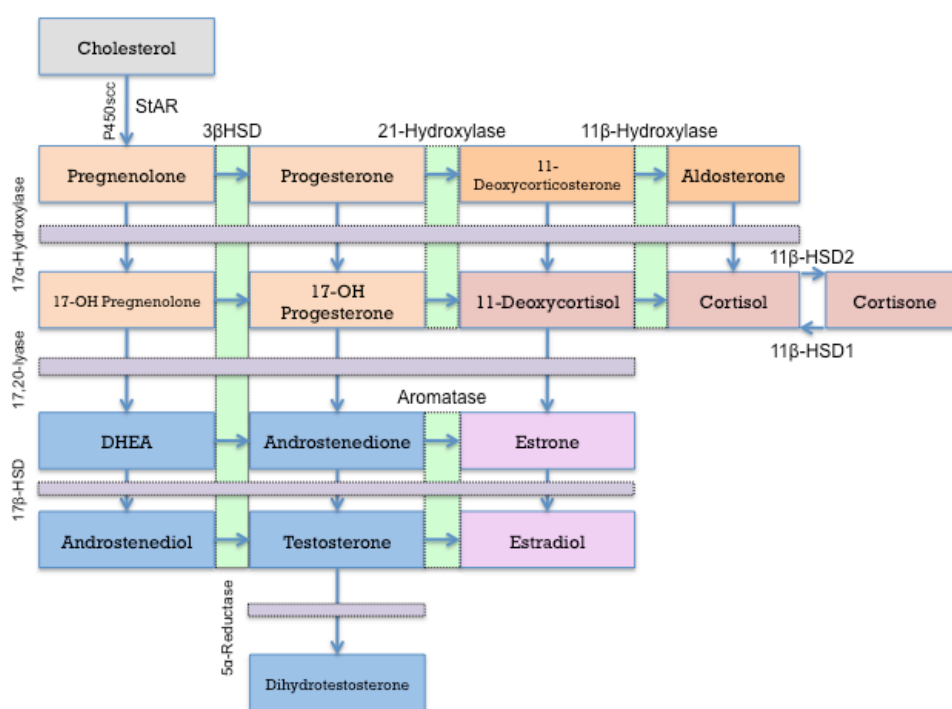 Cholesterol
P450scc
StAR
3βHSD
21-Hydroxylase
11β-Hydroxylase
Pregnenolone
Progesterone
11-
Deoxycorticosterone
Aldosterone
17α-Hydroxylase
11β-HSD2
17-OH Pregnenolone
17-OH
Progesterone
11-Deoxycortisol
Cortisol
Cortisone
11β-HSD1
17,20-lyase
Aromatase
DHEA
Androstenedione
Estrone
17β-HSD
Androstenediol
Testosterone
Estradiol
5α-Reductase
Dihydrotestosterone